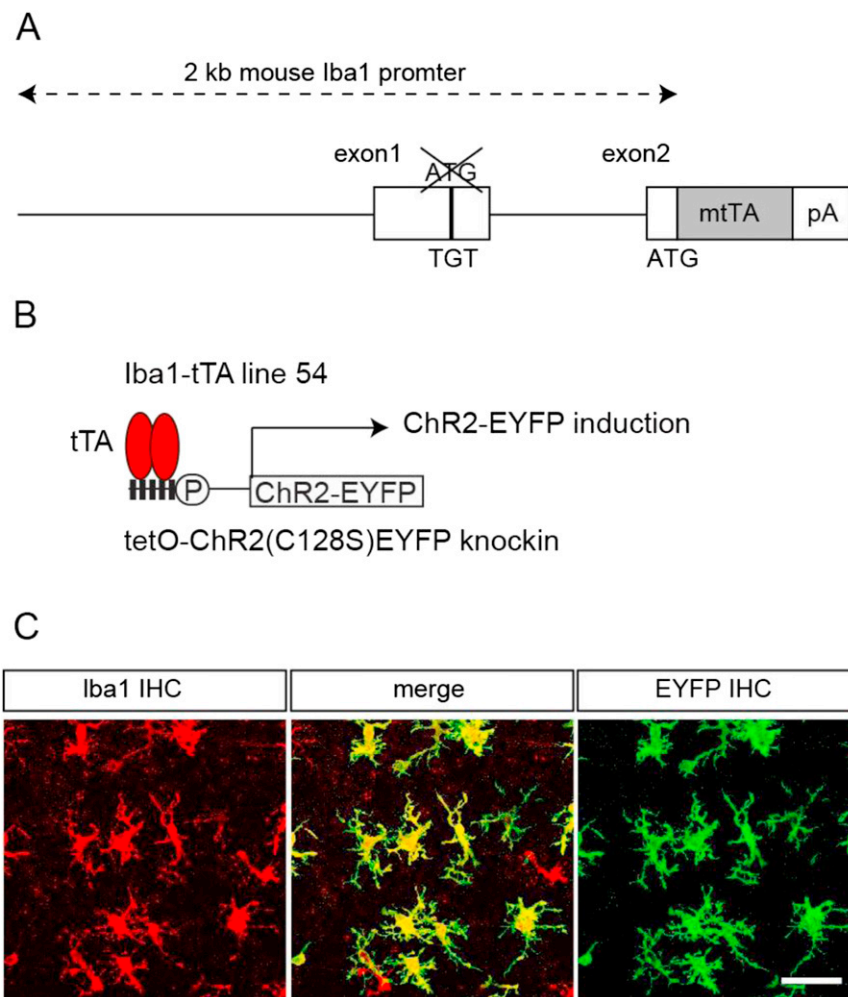 A
2 kb mouse Iba1 promter
exon1
ATG
exon2
mtTA
pA
TGT
ATG
B
Iba1-tTA line 54
tTA
ChR2-EYFP induction
P
ChR2-EYFP
tetO-ChR2(C128S)EYFP knockin
C
Iba1 IHC
merge
EYFP IHC